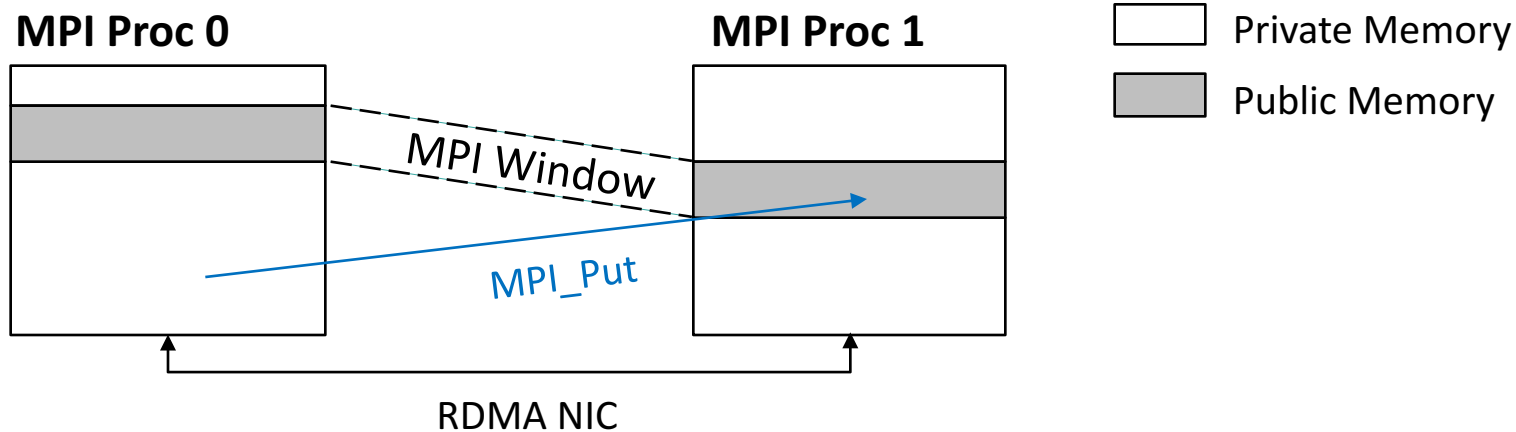 MPI Proc 0
MPI Proc 1
Private Memory
Public Memory
MPI Window
MPI_Put
RDMA NIC